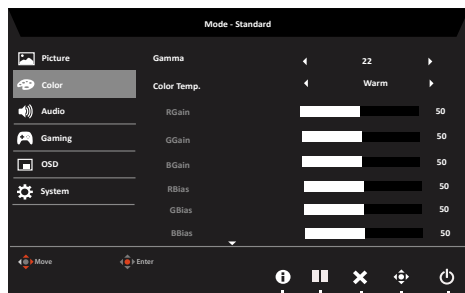 Mode - Standard
Picture
Gamma 22
Color
Color Temp. Warm
Audio
RGain 50
Gaming
GGain 50
OSD
BGain 50
System
RBias 50
GBias 50
BBias 50
Move Enter